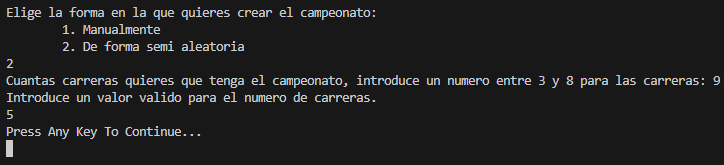 Elige la forma en la que quieres crear el campeonato:
1. Manualmente
2. De forma semi aleatoria
2
Cuantas carreras quieres que tenga el campeonato, introduce un numero entre 3 y 8 para las carreras: 9
Introduce un valor valido para el numero de carreras.
5
Press Any Key To Continue...